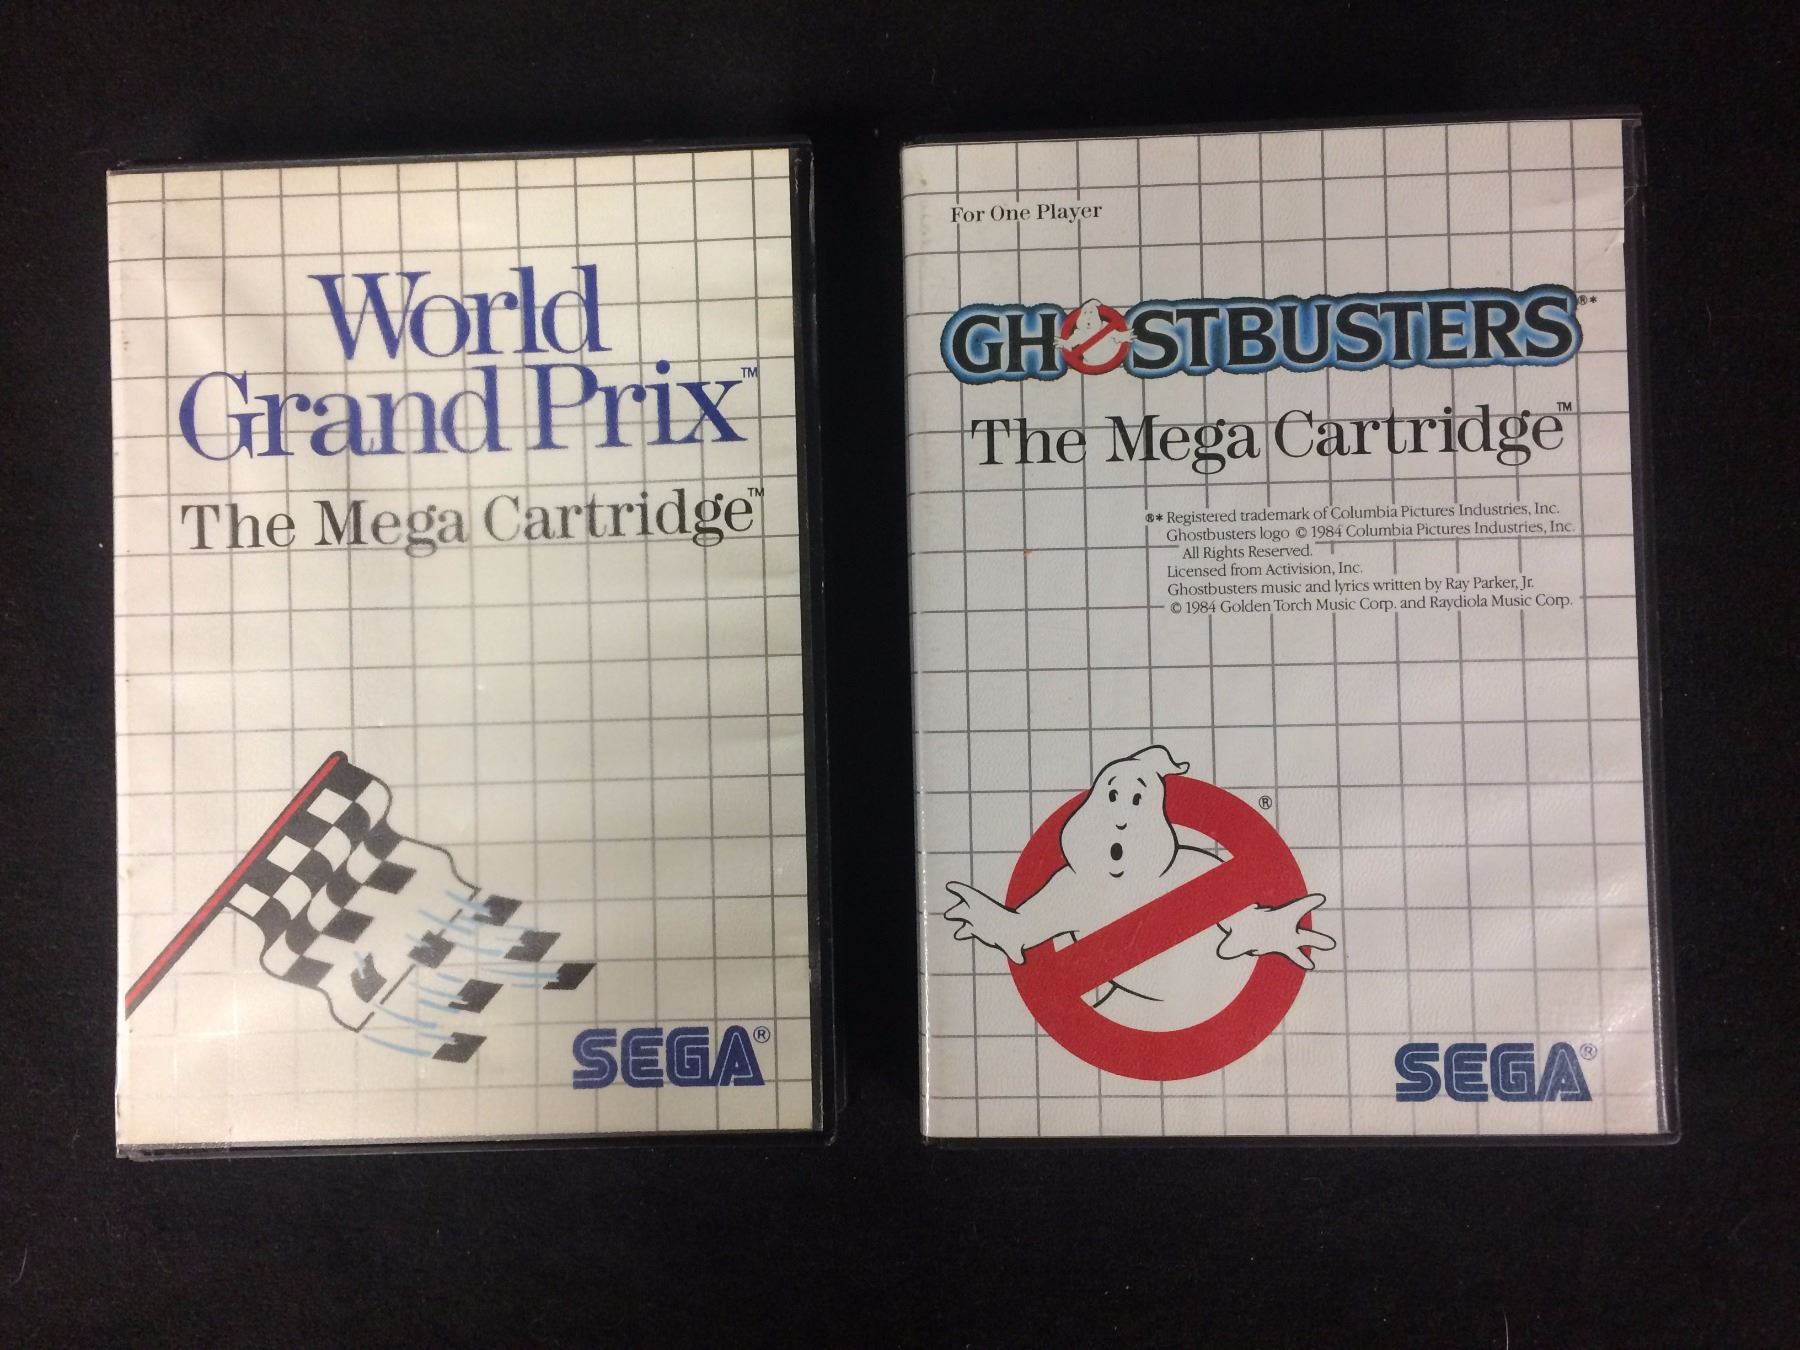 World
Grand Prix™
The Mega Cartridge™
SEGA®
For One Player
GHOSTBUSTERS®*
The Mega Cartridge™
®* Registered trademark of Columbia Pictures Industries, Inc.
Ghostbusters logo © 1984 Columbia Pictures Industries, Inc.
All Rights Reserved.
Licensed from Activision, Inc.
Ghostbusters music and lyrics written by Ray Parker, Jr.
© 1984 Golden Torch Music Corp. and Raydiola Music Corp.
®
SEGA®